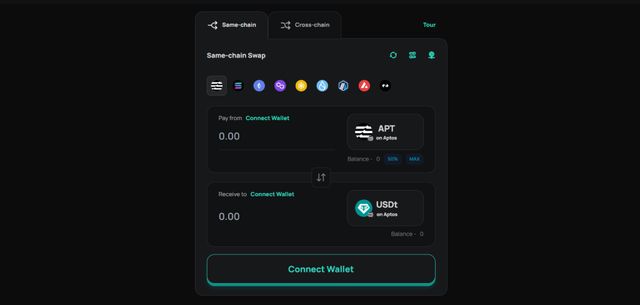 Same-chain
Cross-chain
Tour
Same-chain Swap
Pay from Connect Wallet
0.00
APT
on Aptos
Balance - 0 50% MAX
Receive to Connect Wallet
0.00
USDt
on Aptos
Balance - 0
Connect Wallet